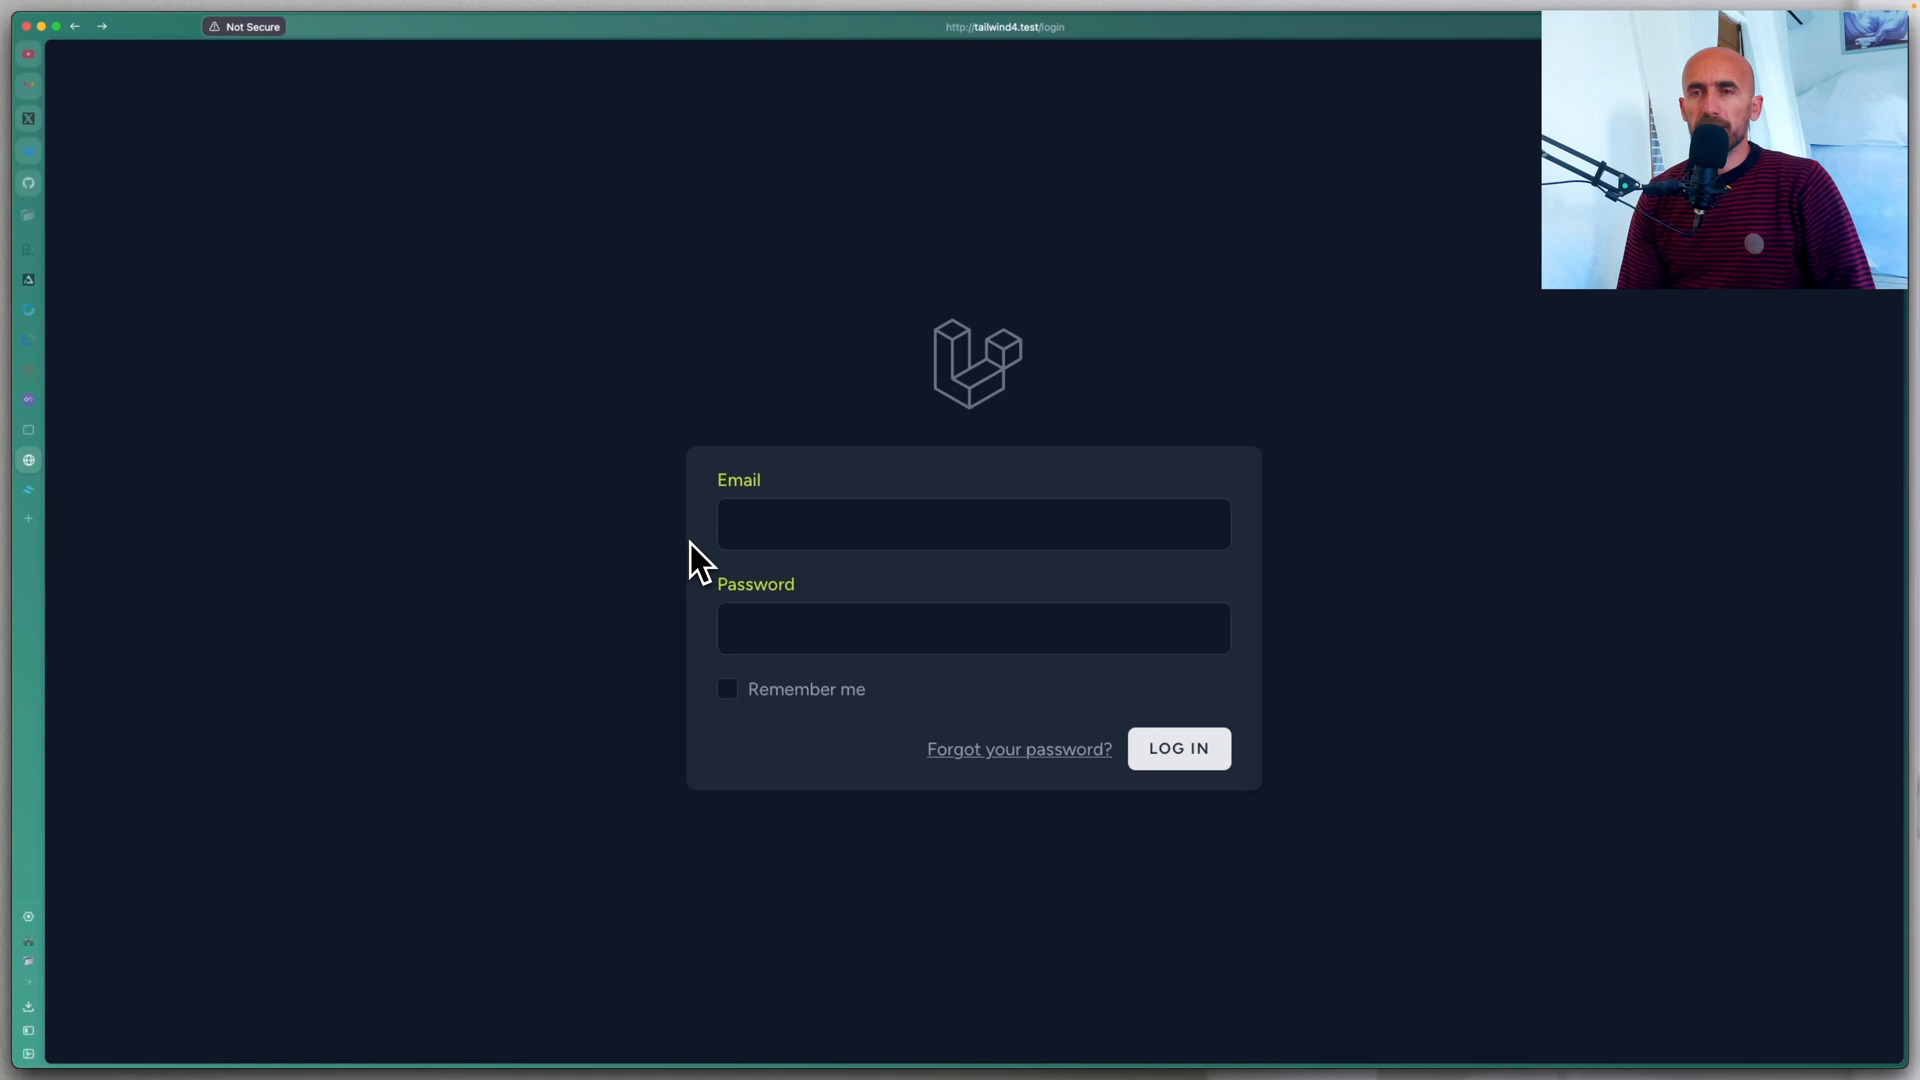 Not Secure
http://tailwind4.test/login
Email
Password
Remember me
Forgot your password?
LOG IN